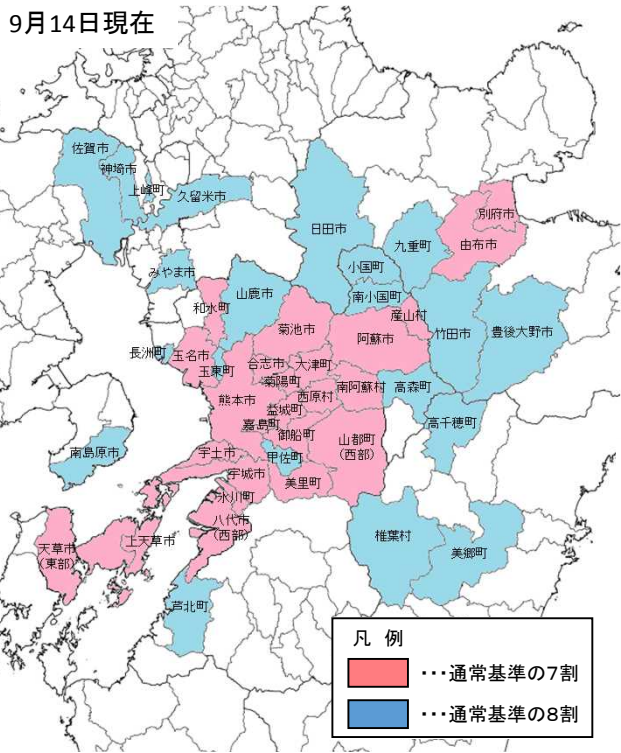 9月14日現在
佐賀市
神埼市
上峰町
久留米市
日田市
別府市
九重町
由布市
小国町
みやま市
山鹿市
南小国町
和水町
産山村
菊池市
竹田市
豊後大野市
阿蘇市
長洲町
玉名市
合志市
大津町
玉東町
菊陽町
南阿蘇村
高森町
熊本市
西原村
益城町
嘉島町
御船町
高千穂町
山都町
(西部)
南島原市
宇土市
甲佐町
宇城市
美里町
氷川町
八代市
(西部)
天草市
(東部)
上天草市
椎葉村
美郷町
芦北町
凡 例
・・・通常基準の7割
・・・通常基準の8割